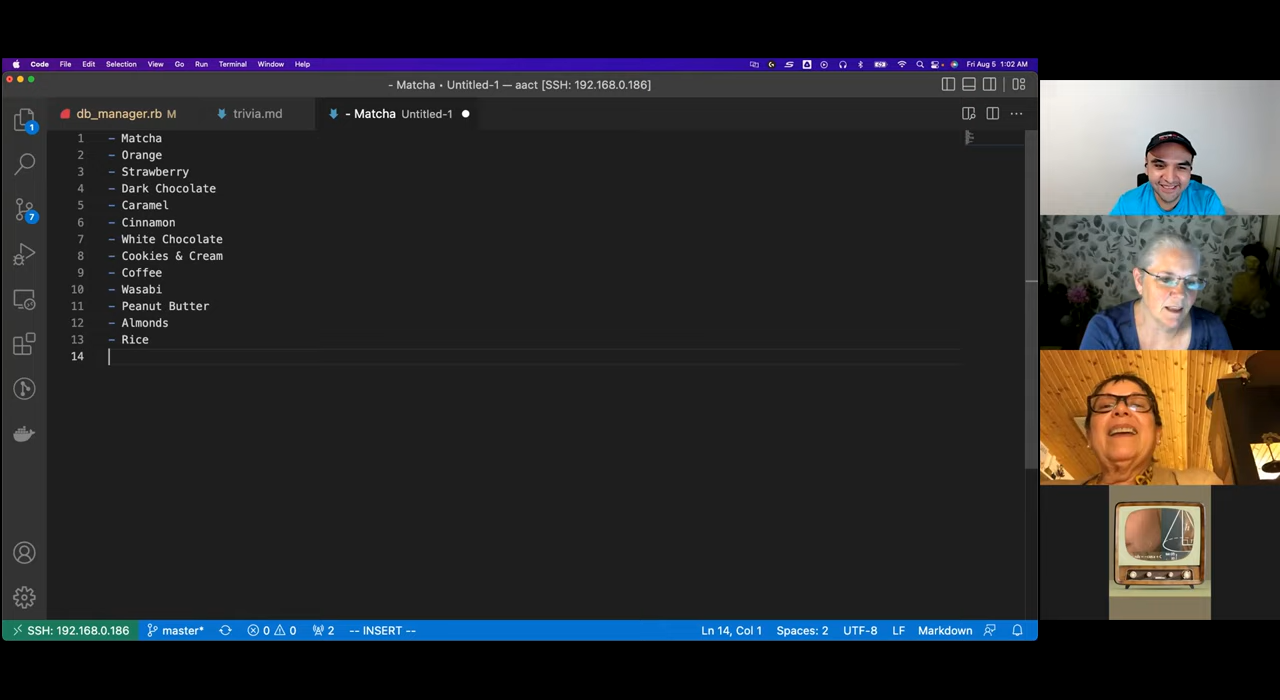 Code File Edit Selection View Go Run Terminal Window Help Fri Aug 5 1:02 AM
- Matcha • Untitled-1 — aact [SSH: 192.168.0.186]
db_manager.rb M trivia.md - Matcha Untitled-1
1 - Matcha
2 - Orange
3 - Strawberry
4 - Dark Chocolate
5 - Caramel
6 - Cinnamon
7 - White Chocolate
8 - Cookies & Cream
9 - Coffee
10 - Wasabi
11 - Peanut Butter
12 - Almonds
13 - Rice
14
1
7
SSH: 192.168.0.186 master* 0 0 2 -- INSERT -- Ln 14, Col 1 Spaces: 2 UTF-8 LF Markdown